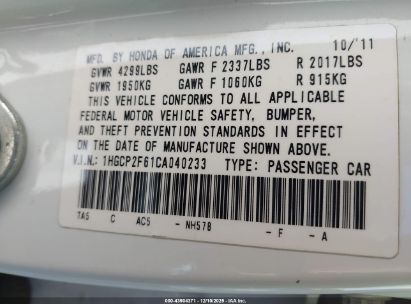 MFD. BY HONDA OF AMERICA MFG., INC. 10/'11
GVWR 4299LBS GAWR F 2337LBS R 2017LBS
GVWR 1950KG GAWR F 1060KG R 915KG
THIS VEHICLE CONFORMS TO ALL APPLICABLE
FEDERAL MOTOR VEHICLE SAFETY, BUMPER,
AND THEFT PREVENTION STANDARDS IN EFFECT
ON THE DATE OF MANUFACTURE SHOWN ABOVE.
V.I.N.: 1HGCP2F61CA040233 TYPE: PASSENGER CAR
TA5 C AC5 - NH578 - F - A